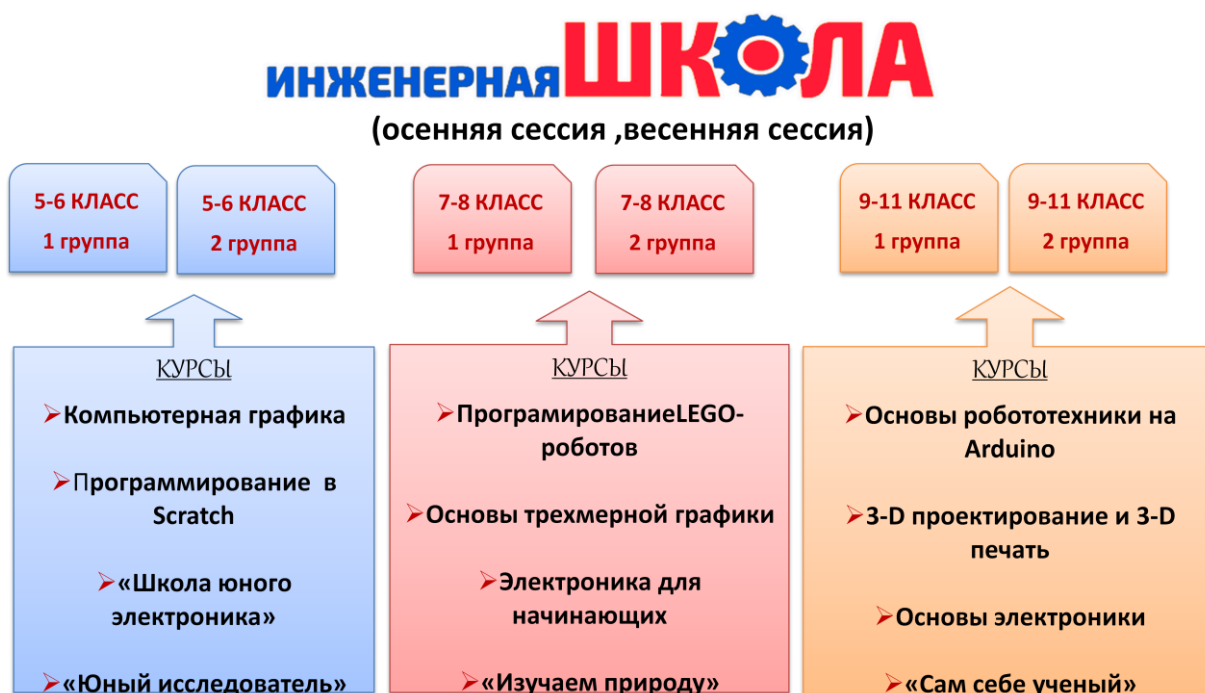 ИНЖЕНЕРНАЯ ШКОЛА
(осенняя сессия ,весенняя сессия)
5-6 КЛАСС
1 группа
5-6 КЛАСС
2 группа
7-8 КЛАСС
1 группа
7-8 КЛАСС
2 группа
9-11 КЛАСС
1 группа
9-11 КЛАСС
2 группа
КУРСЫ
➤Компьютерная графика
➤Программирование в
Scratch
➤«Школа юного
электроника»
➤«Юный исследователь»
КУРСЫ
➤ПрограмированиеLEGO-
роботов
➤Основы трехмерной графики
➤Электроника для
начинающих
➤«Изучаем природу»
КУРСЫ
➤Основы робототехники на
Arduino
➤3-D проектирование и 3-D
печать
➤Основы электроники
➤«Сам себе ученый»